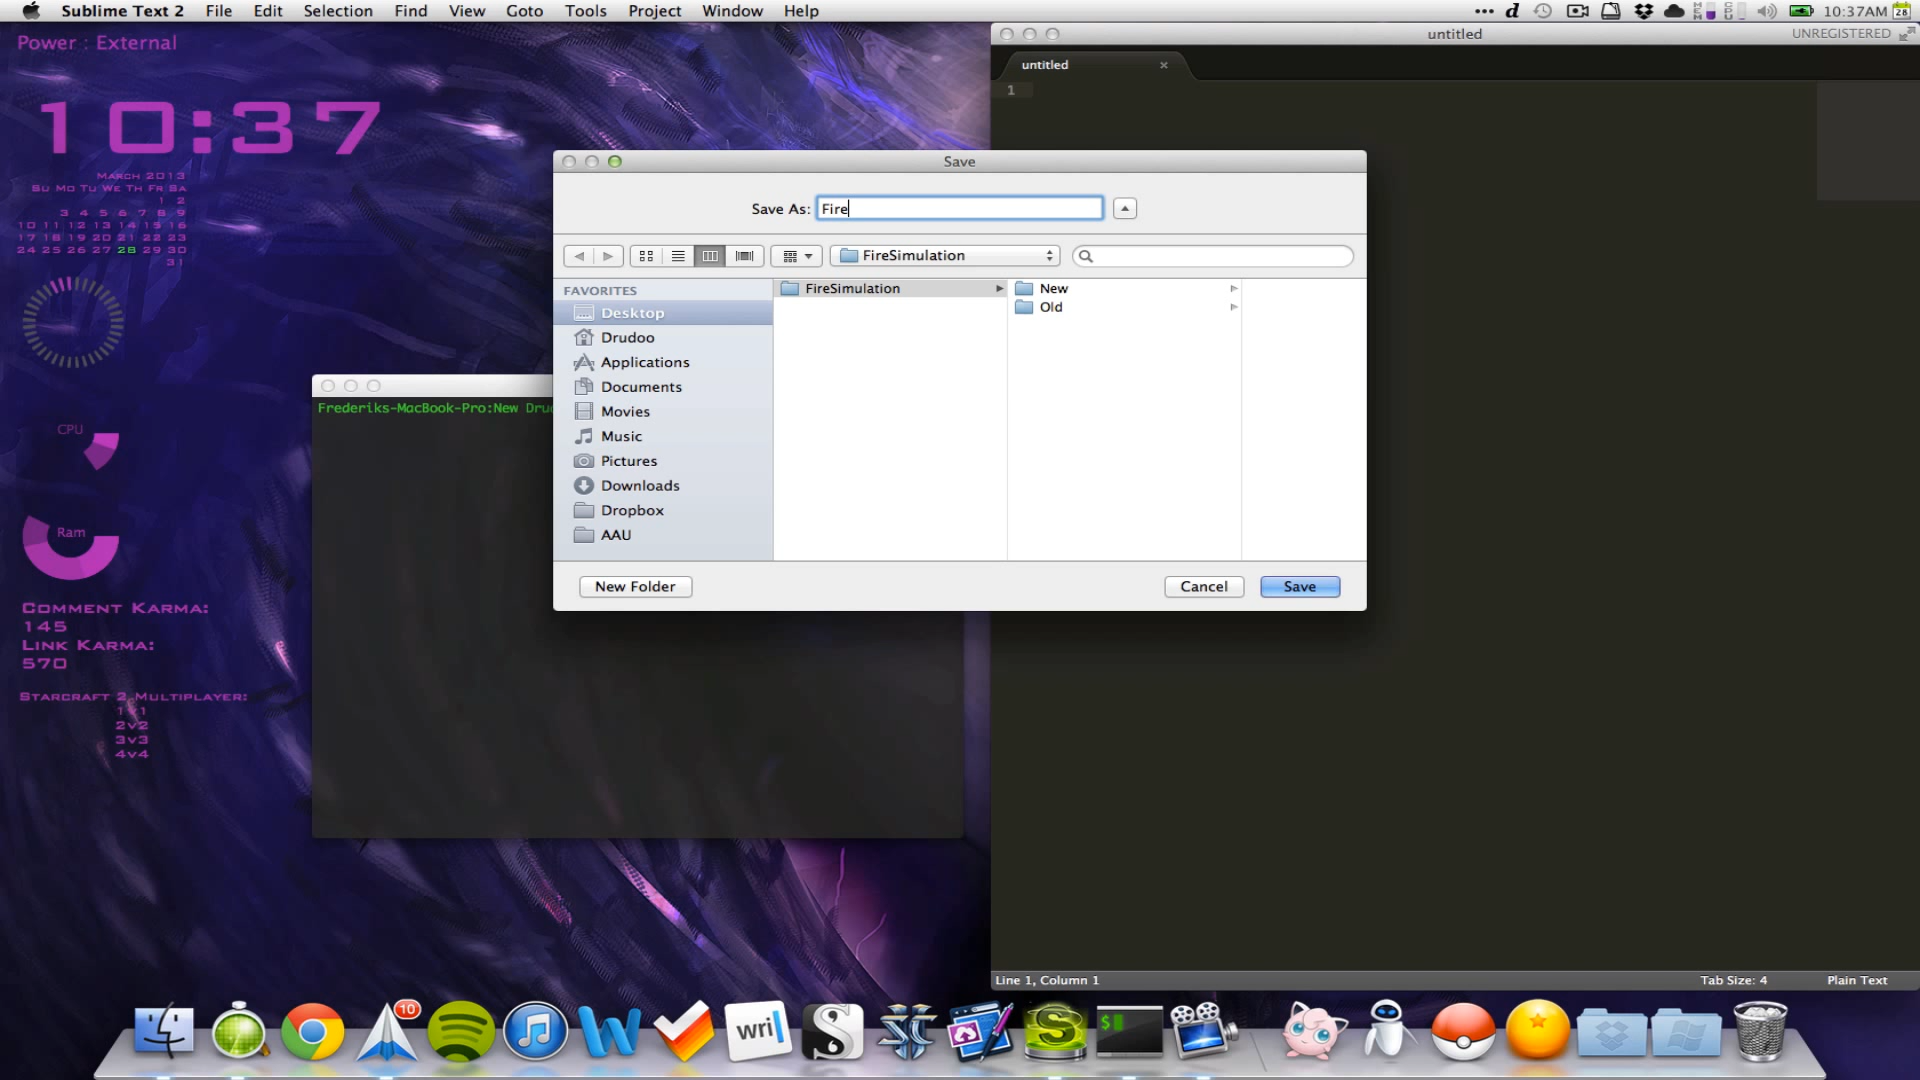 Sublime Text 2 File Edit Selection Find View Goto Tools Project Window Help
10:37AM 28
Power : External
10:37
March 2013
Su Mo Tu We Th Fr Sa
1 2
3 4 5 6 7 8 9
10 11 12 13 14 15 16
17 18 19 20 21 22 23
24 25 26 27 28 29 30
31
CPU
Ram
Comment Karma:
145
Link Karma:
570
Starcraft 2 Multiplayer:
1v1
2v2
3v3
4v4
Frederiks-MacBook-Pro:New Dru
untitled
UNREGISTERED
untitled
1
Save
Save As: Fire
FireSimulation
FAVORITES
Desktop
Drudoo
Applications
Documents
Movies
Music
Pictures
Downloads
Dropbox
AAU
FireSimulation
New
Old
New Folder
Cancel
Save
Line 1, Column 1
Tab Size: 4
Plain Text
10
wri
$